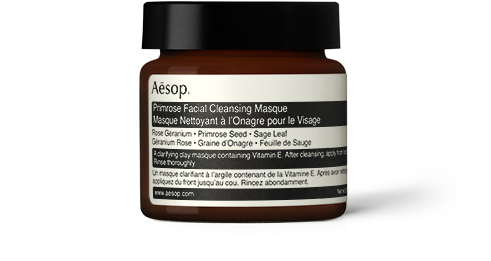 Aēsop.
Primrose Facial Cleansing Masque
Masque Nettoyant à l'Onagre pour le Visage
Rose Geranium • Primrose Seed • Sage Leaf
Géranium Rose • Graine d'Onagre • Feuille de Sauge
A clarifying clay masque containing Vitamin E. After cleansing, apply from
Rinse thoroughly.
Un masque clarifiant à l'argile contenant de la Vitamine E. Après avoir
appliquez du front jusqu'au cou. Rincez abondamment.
www.aesop.com